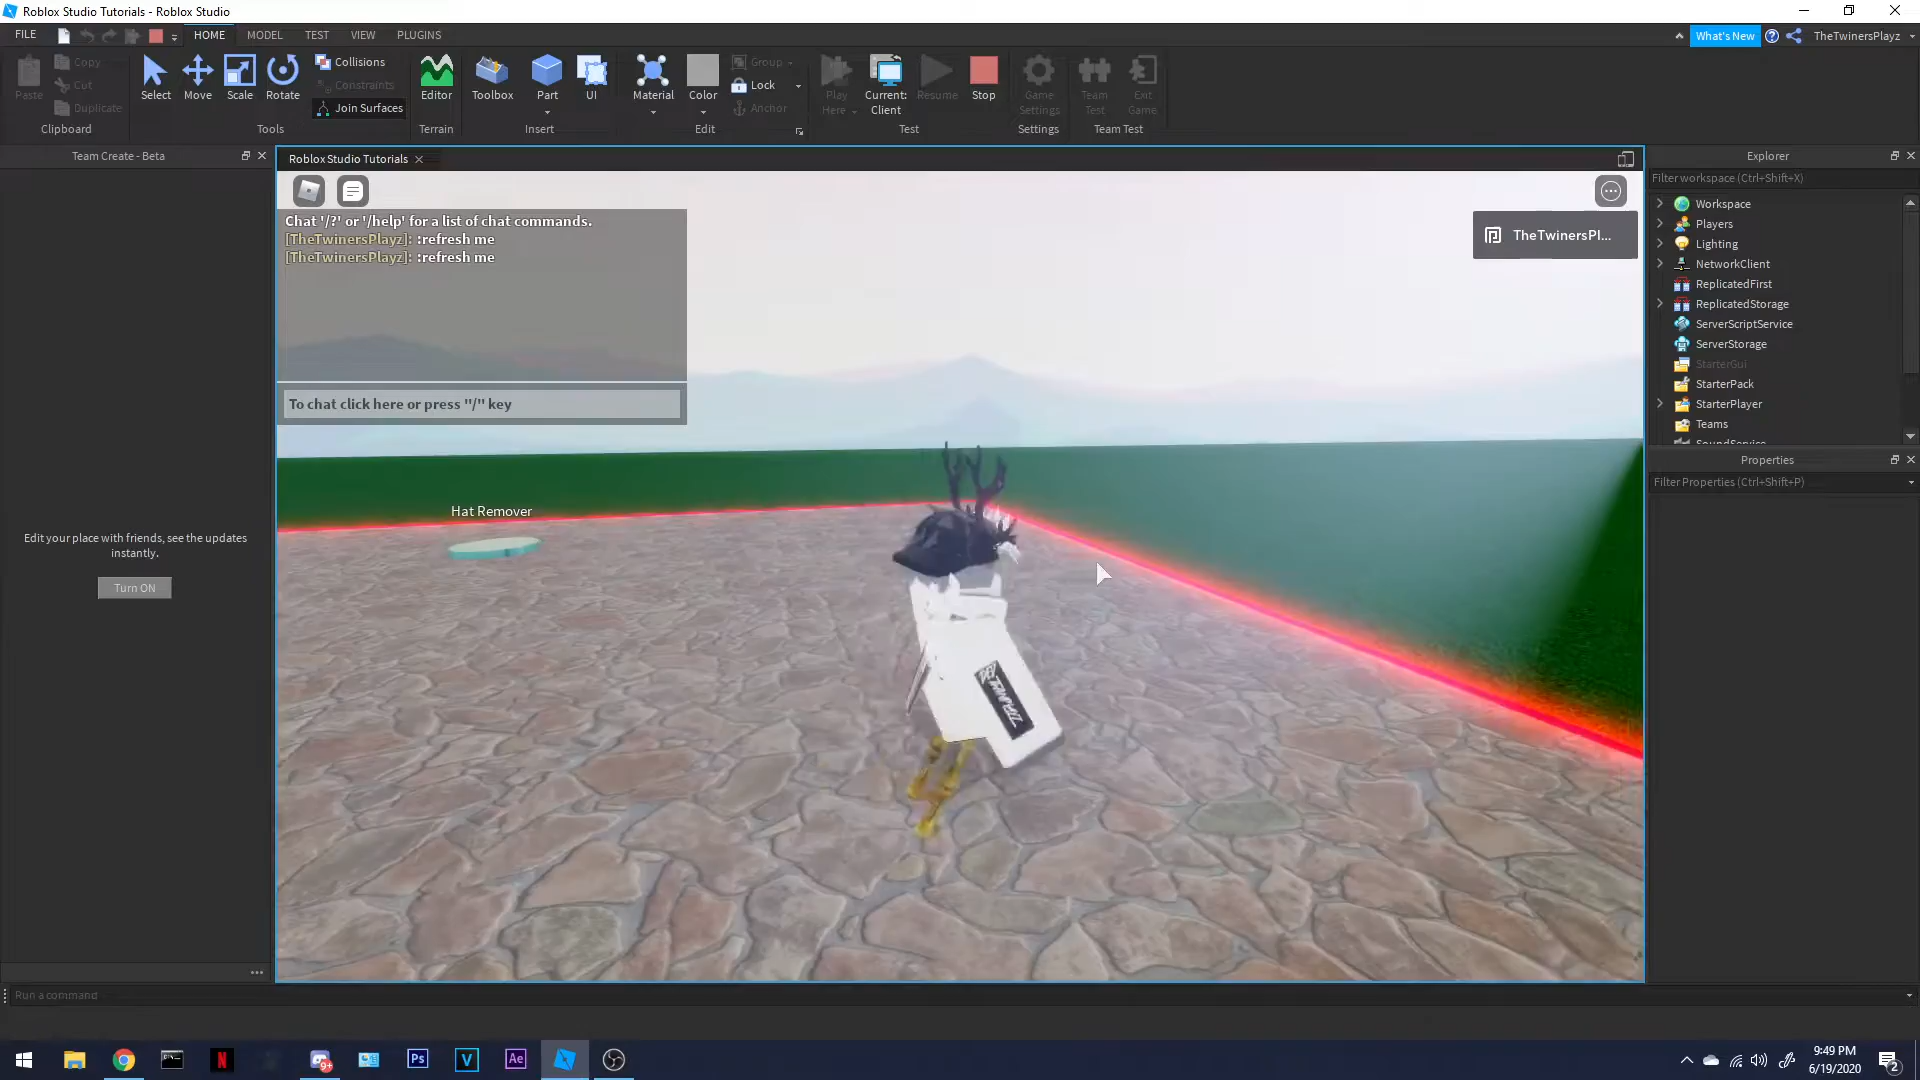 Roblox Studio Tutorials - Roblox Studio
FILE
HOME
MODEL
TEST
VIEW
PLUGINS
What's New
TheTwinersPlayz
Paste
Copy
Cut
Duplicate
Clipboard
Select
Move
Scale
Rotate
Collisions
Constraints
Join Surfaces
Tools
Editor
Terrain
Toolbox
Part
UI
Insert
Material
Color
Group
Lock
Anchor
Edit
Play
Here
Current:
Client
Resume
Stop
Test
Game
Settings
Settings
Team
Test
Exit
Game
Team Test
Team Create - Beta
Edit your place with friends, see the updates
instantly.
Turn ON
Roblox Studio Tutorials
Chat '/?' or '/help' for a list of chat commands.
[TheTwinersPlayz]: :refresh me
[TheTwinersPlayz]: :refresh me
To chat click here or press "/" key
TheTwinersPl...
Hat Remover
Explorer
Filter workspace (Ctrl+Shift+X)
Workspace
Players
Lighting
NetworkClient
ReplicatedFirst
ReplicatedStorage
ServerScriptService
ServerStorage
StarterGui
StarterPack
StarterPlayer
Teams
SoundService
Properties
Filter Properties (Ctrl+Shift+P)
Run a command
N
9+
Ps
V
Ae
9:49 PM
6/19/2020
2